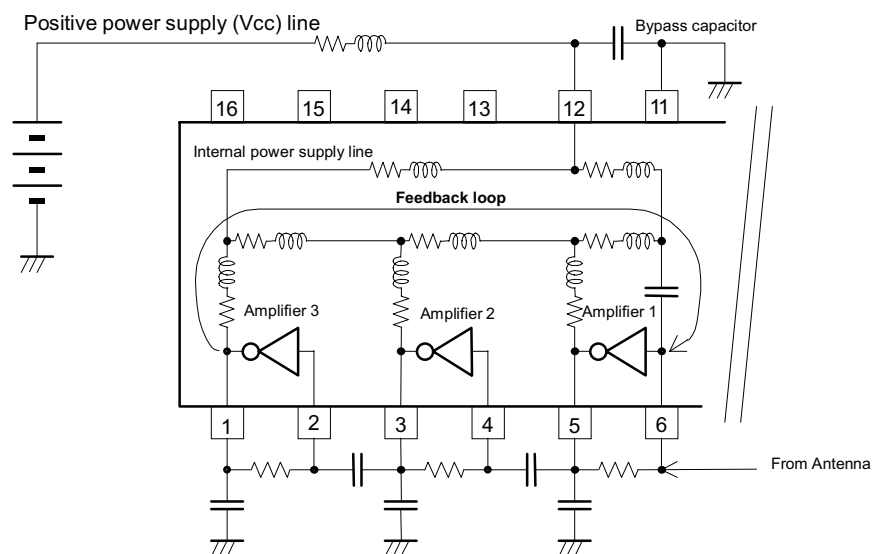 Positive power supply (Vcc) line
Bypass capacitor
16 15 14 13 12 11
Internal power supply line
Feedback loop
Amplifier 3
Amplifier 2
Amplifier 1
1 2 3 4 5 6
From Antenna